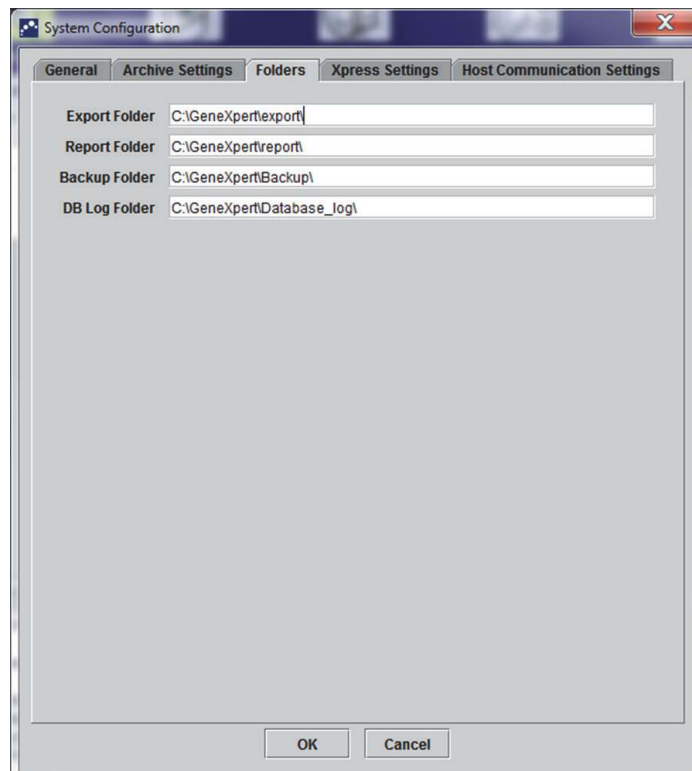 System Configuration
General Archive Settings Folders Xpress Settings Host Communication Settings
Export Folder C:\GeneXpert\export\
Report Folder C:\GeneXpert\report\
Backup Folder C:\GeneXpert\Backup\
DB Log Folder C:\GeneXpert\Database_log\
OK Cancel